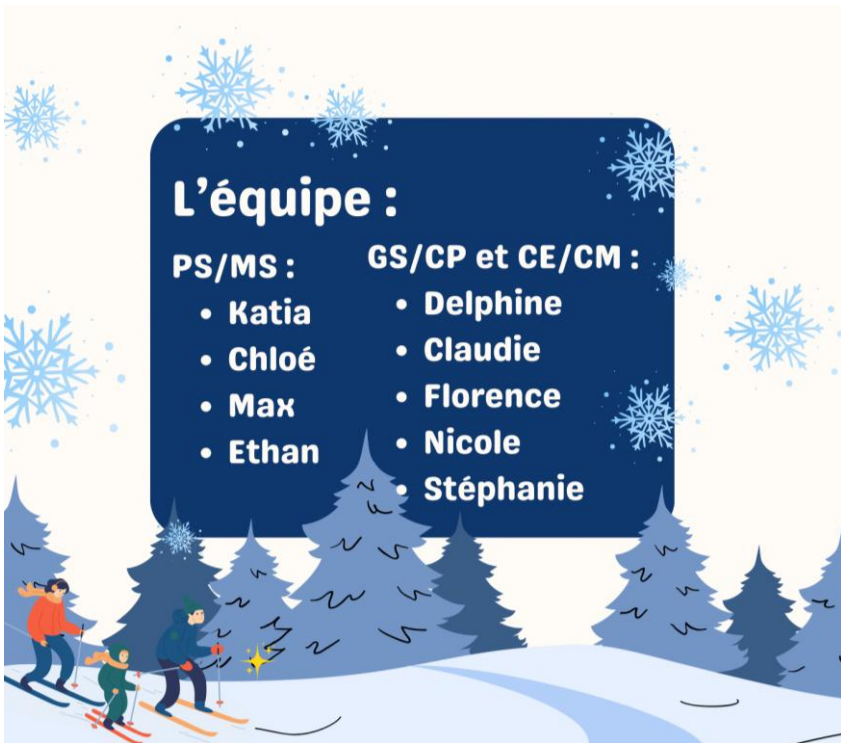 L'équipe :
PS/MS :
• Katia
• Chloé
• Max
• Ethan
GS/CP et CE/CM :
• Delphine
• Claudie
• Florence
• Nicole
• Stéphanie